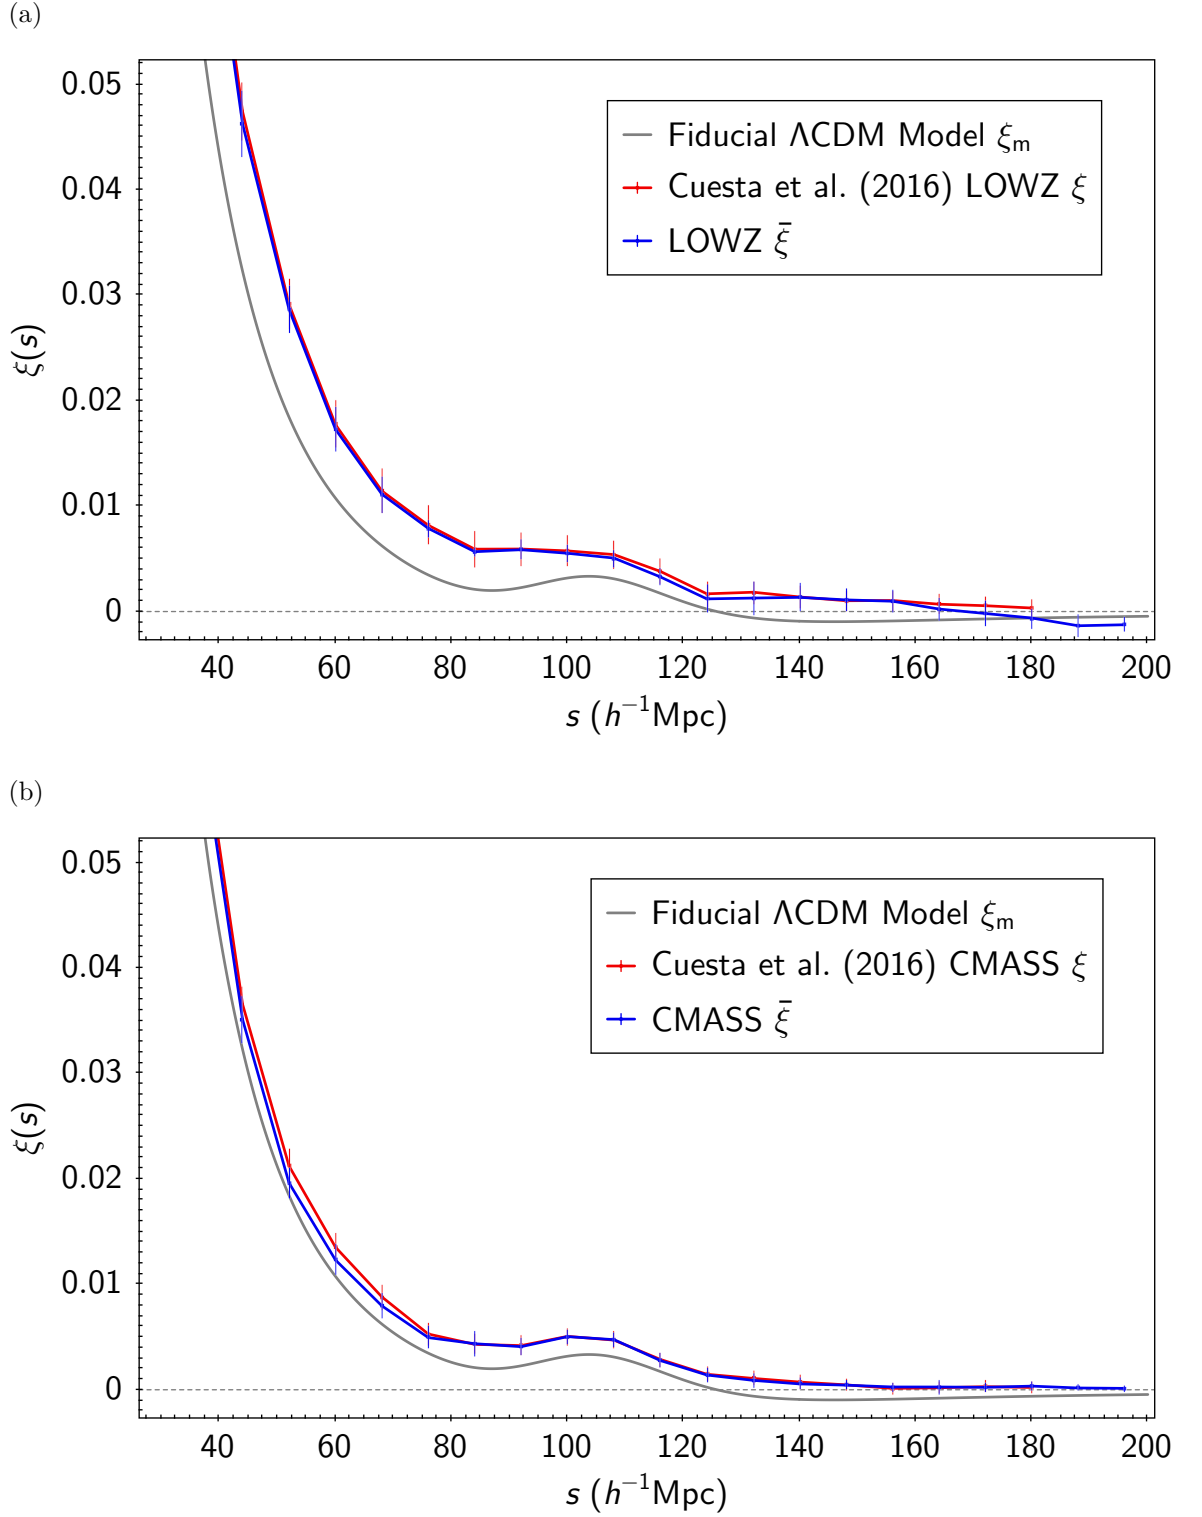 (a)
0.05
0.04
0.03
0.02
0.01
0
ξ(s)
Fiducial ΛCDM Model ξₘ
Cuesta et al. (2016) LOWZ ξ
LOWZ ξ̄
40 60 80 100 120 140 160 180 200
s (h⁻¹Mpc)
(b)
0.05
0.04
0.03
0.02
0.01
0
ξ(s)
Fiducial ΛCDM Model ξₘ
Cuesta et al. (2016) CMASS ξ
CMASS ξ̄
40 60 80 100 120 140 160 180 200
s (h⁻¹Mpc)